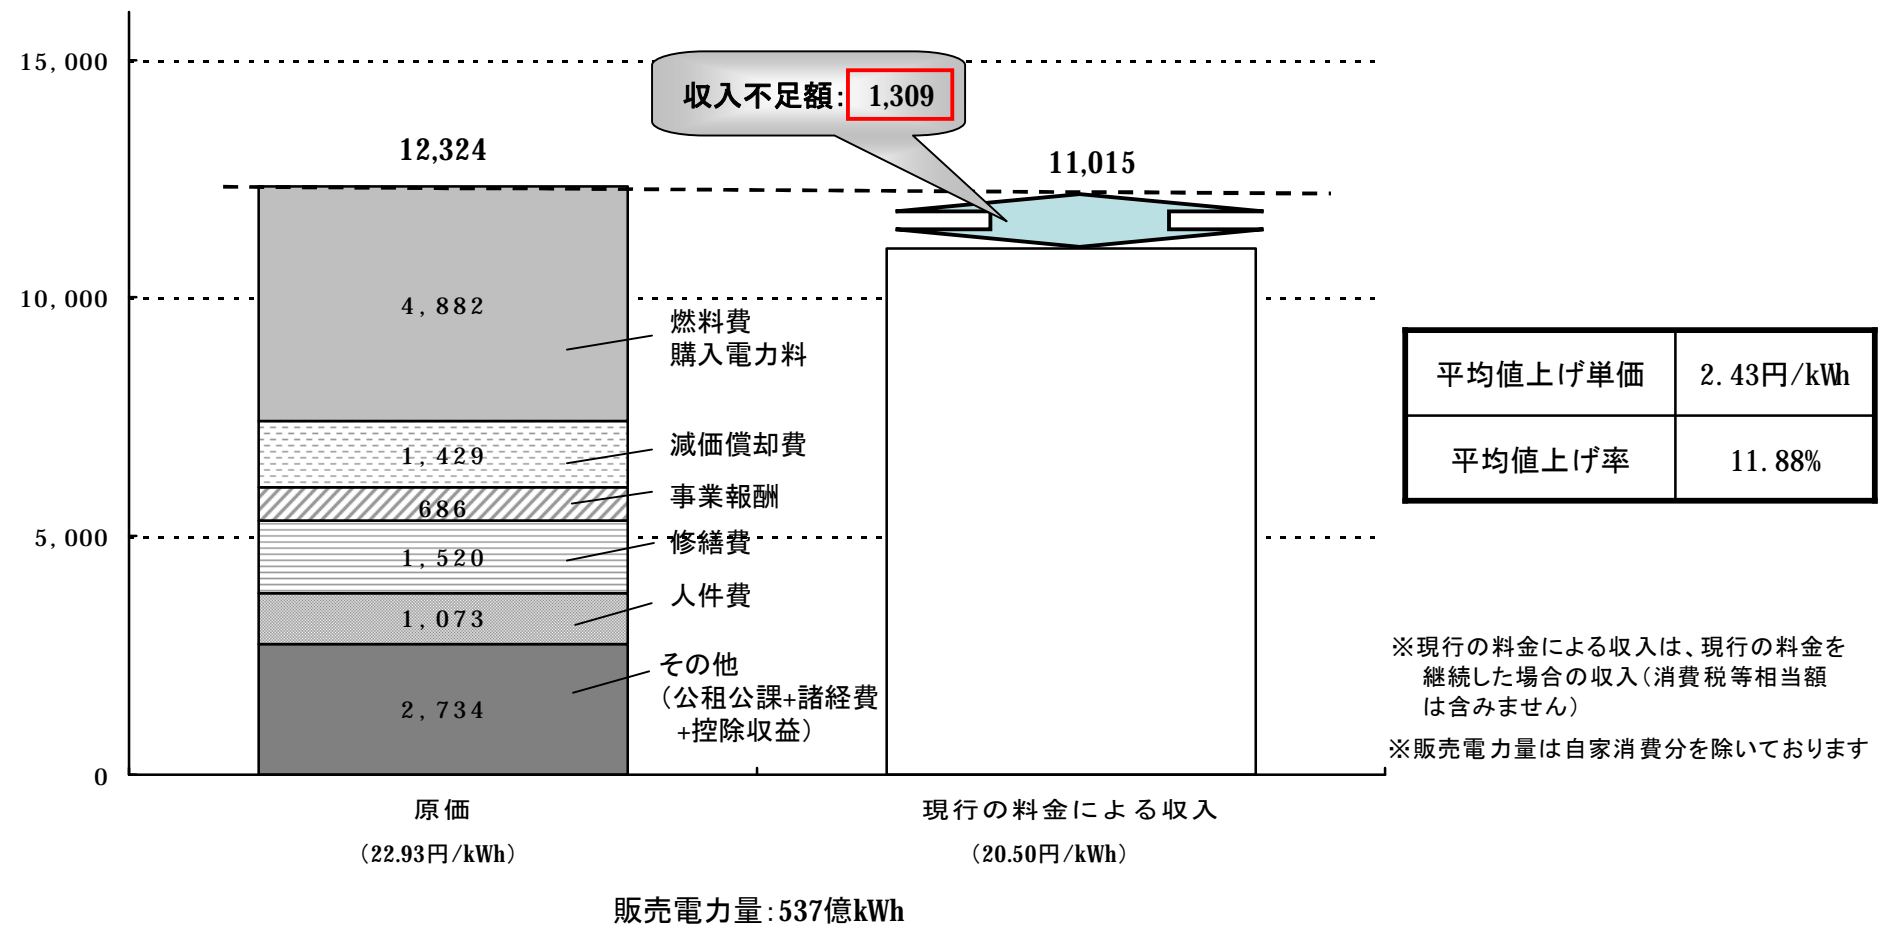 15,000
収入不足額: 1,309
12,324
11,015
10,000
4,882
燃料費
購入電力料
平均値上げ単価 2.43円/kWh
平均値上げ率 11.88%
1,429
減価償却費
686
事業報酬
5,000
1,520
修繕費
1,073
人件費
2,734
その他
（公租公課+諸経費
+控除収益）
※現行の料金による収入は、現行の料金を
継続した場合の収入（消費税等相当額
は含みません）
※販売電力量は自家消費分を除いております
0
原価
現行の料金による収入
（22.93円/kWh）
（20.50円/kWh）
販売電力量:537億kWh